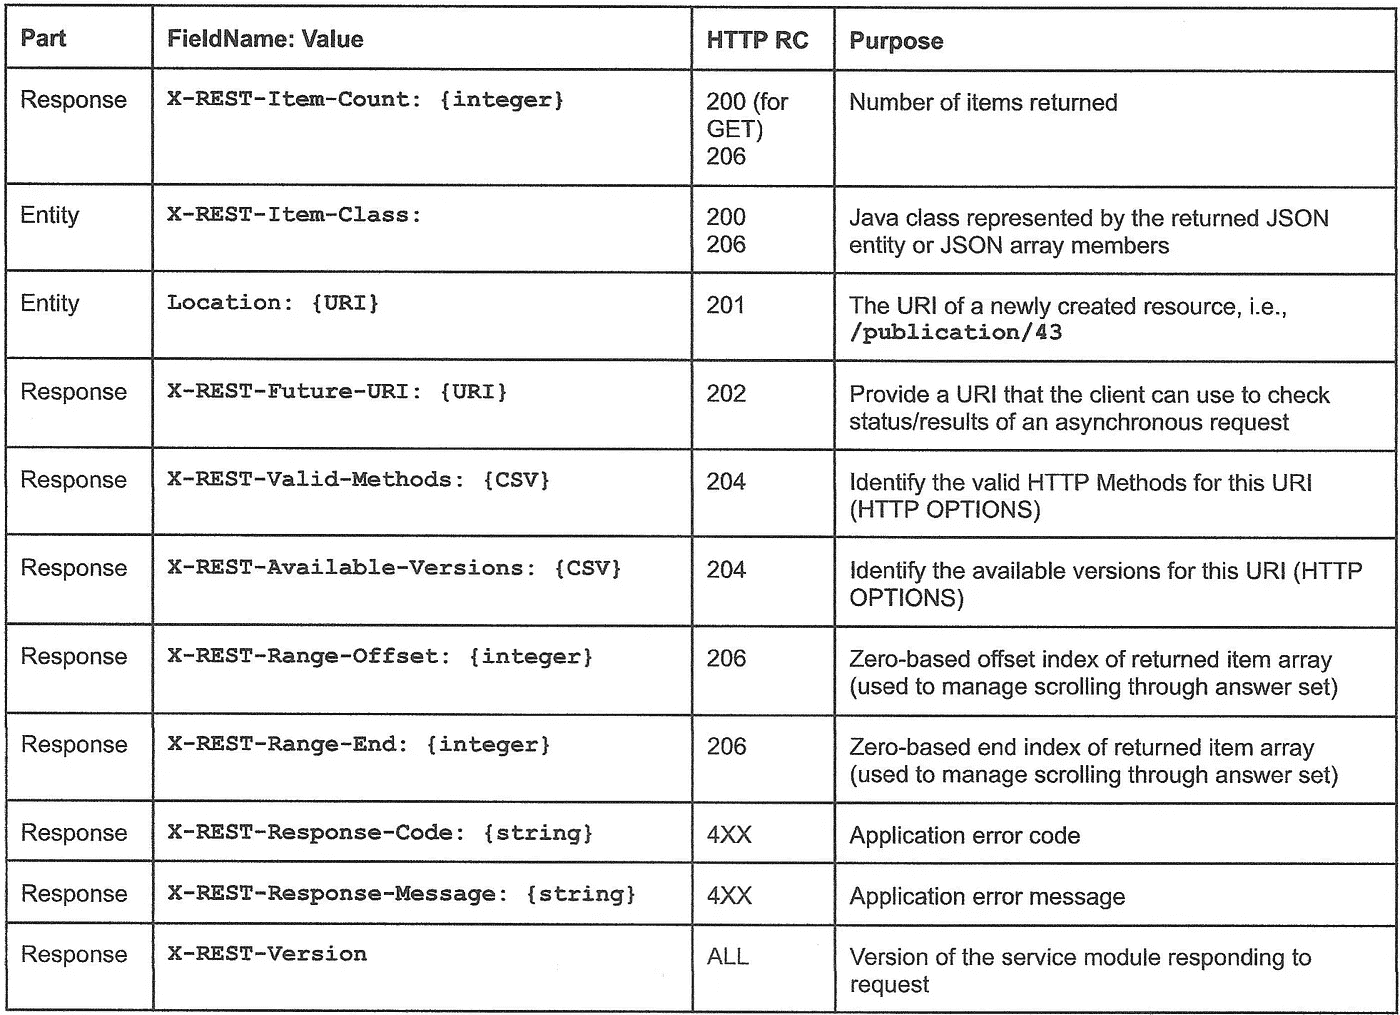 Part FieldName: Value HTTP RC Purpose
Response X-REST-Item-Count: {integer} 200 (for Number of items returned
GET)
206
Entity X-REST-Item-Class: 200 Java class represented by the returned JSON
206 entity or JSON array members
Entity Location: {URI} 201 The URI of a newly created resource, i.e.,
/publication/43
Response X-REST-Future-URI: {URI} 202 Provide a URI that the client can use to check
status/results of an asynchronous request
Response X-REST-Valid-Methods: {CSV} 204 Identify the valid HTTP Methods for this URI
(HTTP OPTIONS)
Response X-REST-Available-Versions: {CSV} 204 Identify the available versions for this URI (HTTP
OPTIONS)
Response X-REST-Range-Offset: {integer} 206 Zero-based offset index of returned item array
(used to manage scrolling through answer set)
Response X-REST-Range-End: {integer} 206 Zero-based end index of returned item array
(used to manage scrolling through answer set)
Response X-REST-Response-Code: {string} 4XX Application error code
Response X-REST-Response-Message: {string} 4XX Application error message
Response X-REST-Version ALL Version of the service module responding to
request